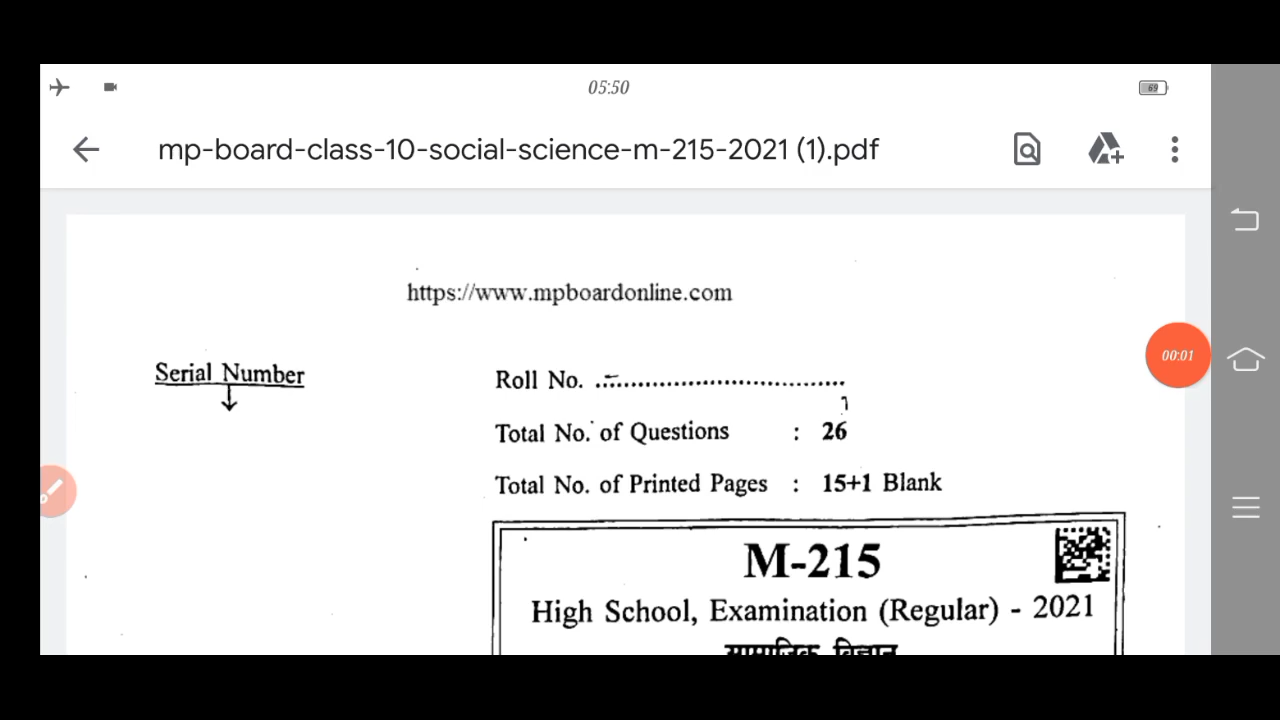 05:50
69
mp-board-class-10-social-science-m-215-2021 (1).pdf
https://www.mpboardonline.com
Serial Number
Roll No. ..........................................
00:01
Total No. of Questions : 26
Total No. of Printed Pages : 15+1 Blank
M-215
High School, Examination (Regular) - 2021
सामाजिक विज्ञान